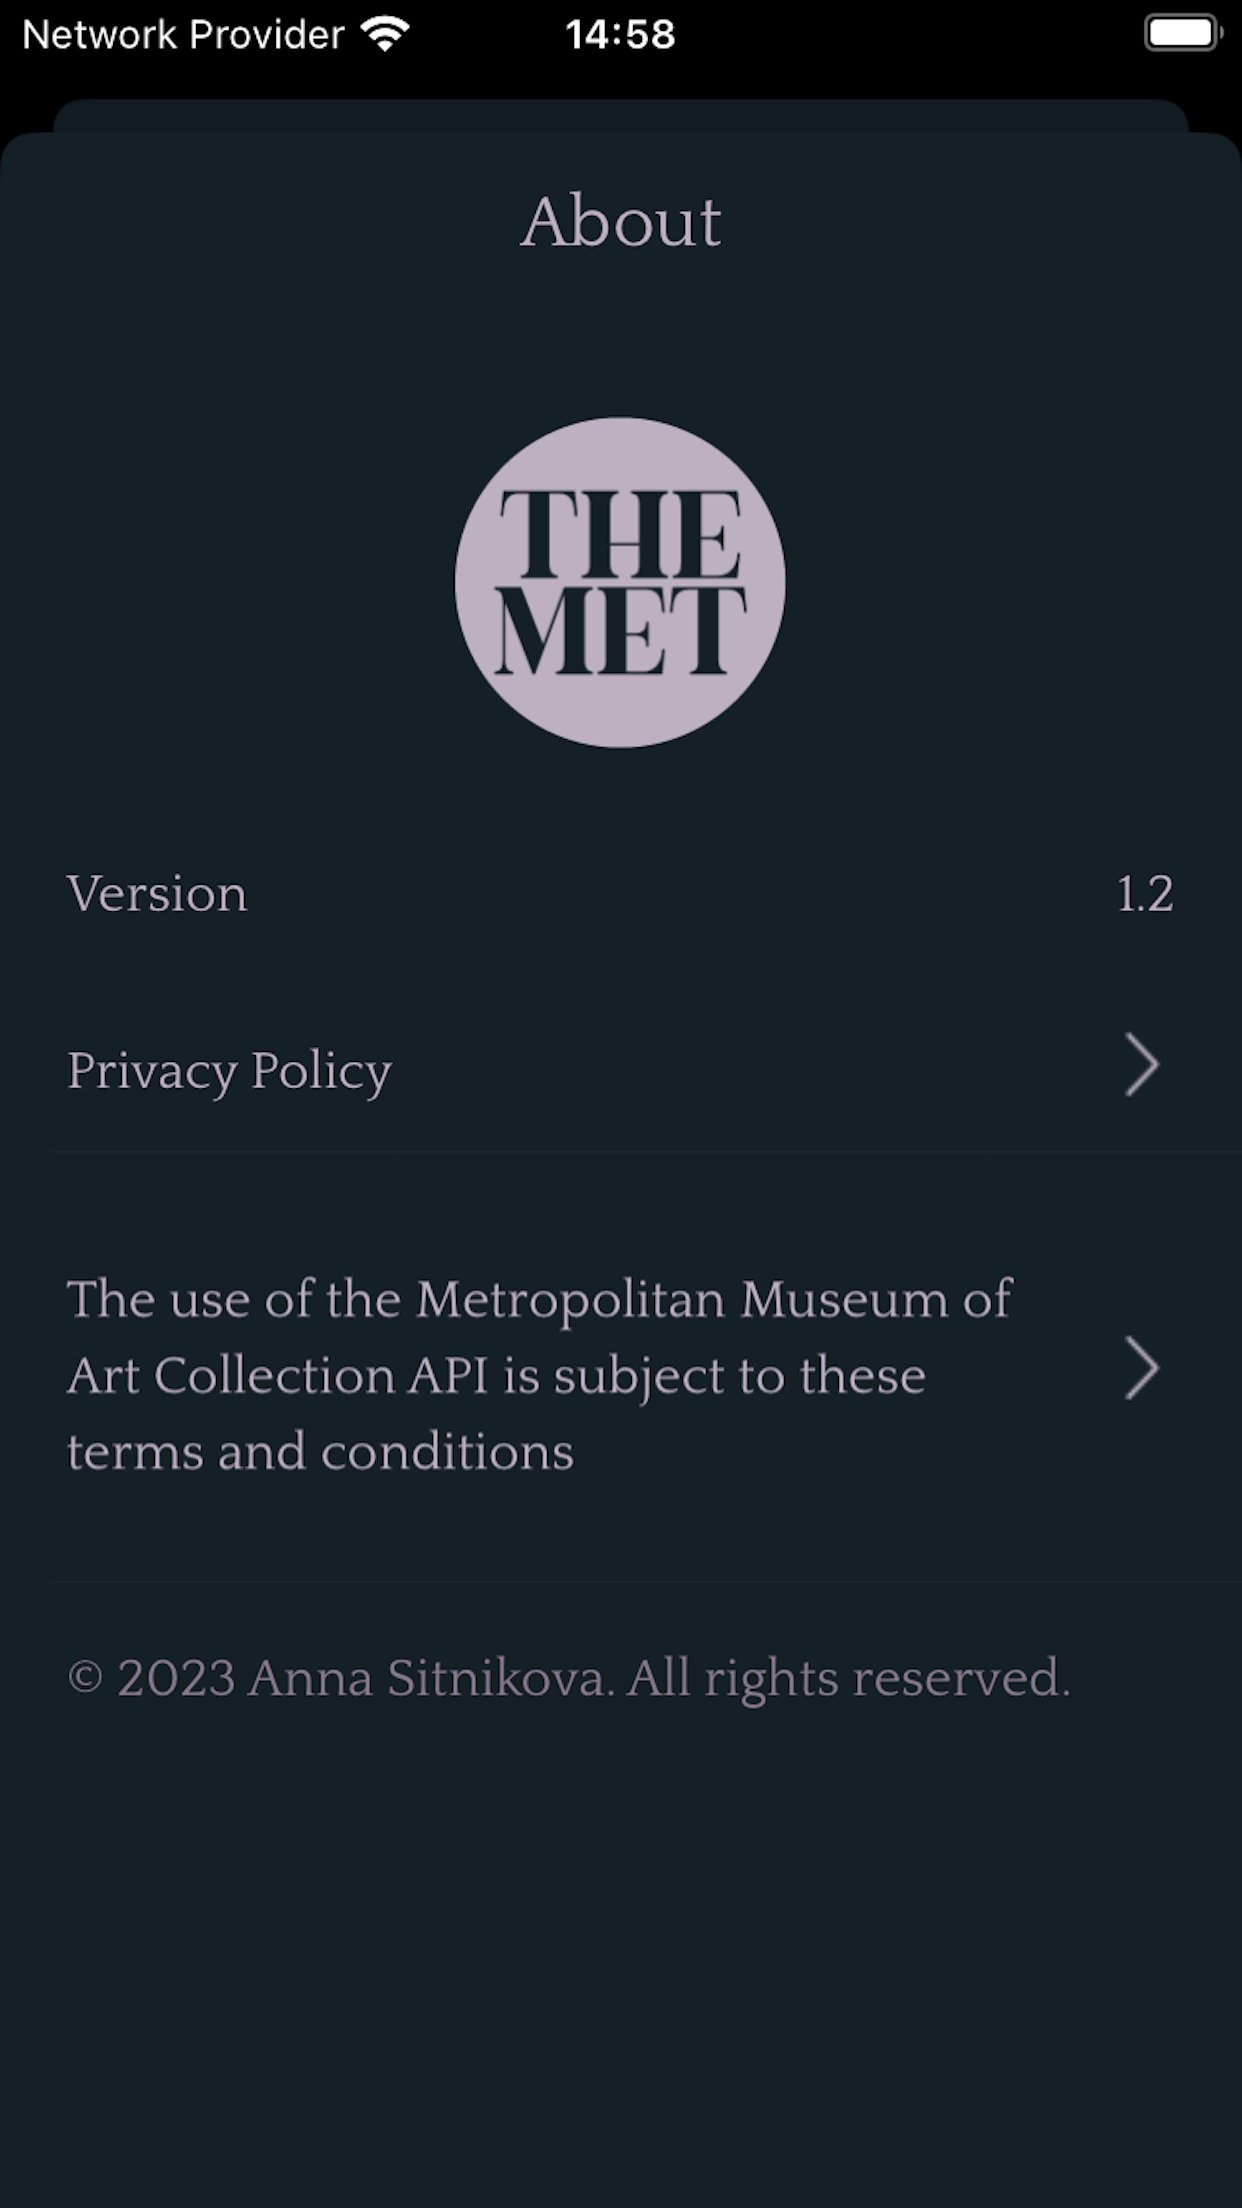 Network Provider 14:58
About
THE
MET
Version 1.2
Privacy Policy
The use of the Metropolitan Museum of
Art Collection API is subject to these
terms and conditions
© 2023 Anna Sitnikova. All rights reserved.